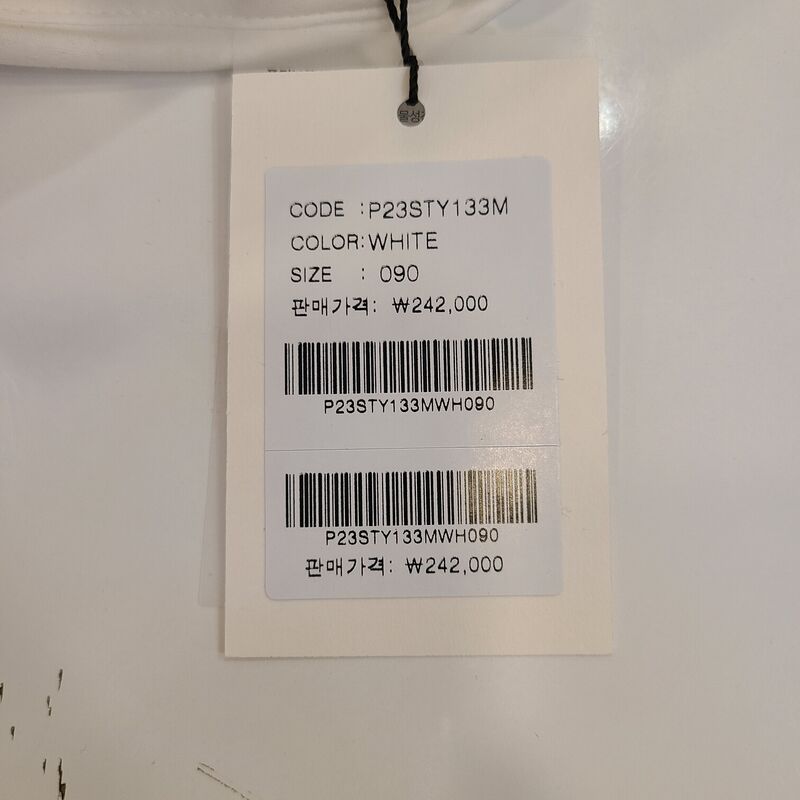 CODE :P23STY133M
COLOR:WHITE
SIZE : 090
판매가격: ₩242,000
P23STY133MWH090
P23STY133MWH090
판매가격: ₩242,000